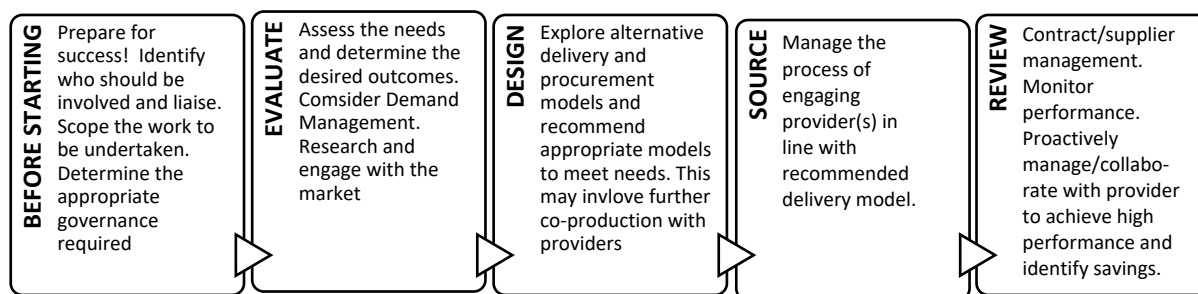 BEFORE STARTING
Prepare for
success!  Identify
who should be
involved and liaise.
Scope the work to
be undertaken.
Determine the
appropriate
governance
required
EVALUATE
Assess the needs
and determine the
desired outcomes.
Comsider Demand
Management.
Research and
engage with the
market
DESIGN
Explore alternative
delivery and
procurement
models and
recommend
appropriate models
to meet needs. This
may invlove further
co-production with
providers
SOURCE
Manage the
process of
engaging
provider(s) in
line with
recommended
delivery model.
REVIEW
Contract/supplier
management.
Monitor
performance.
Proactively
manage/collabo-
rate with provider
to achieve high
performance and
identify savings.